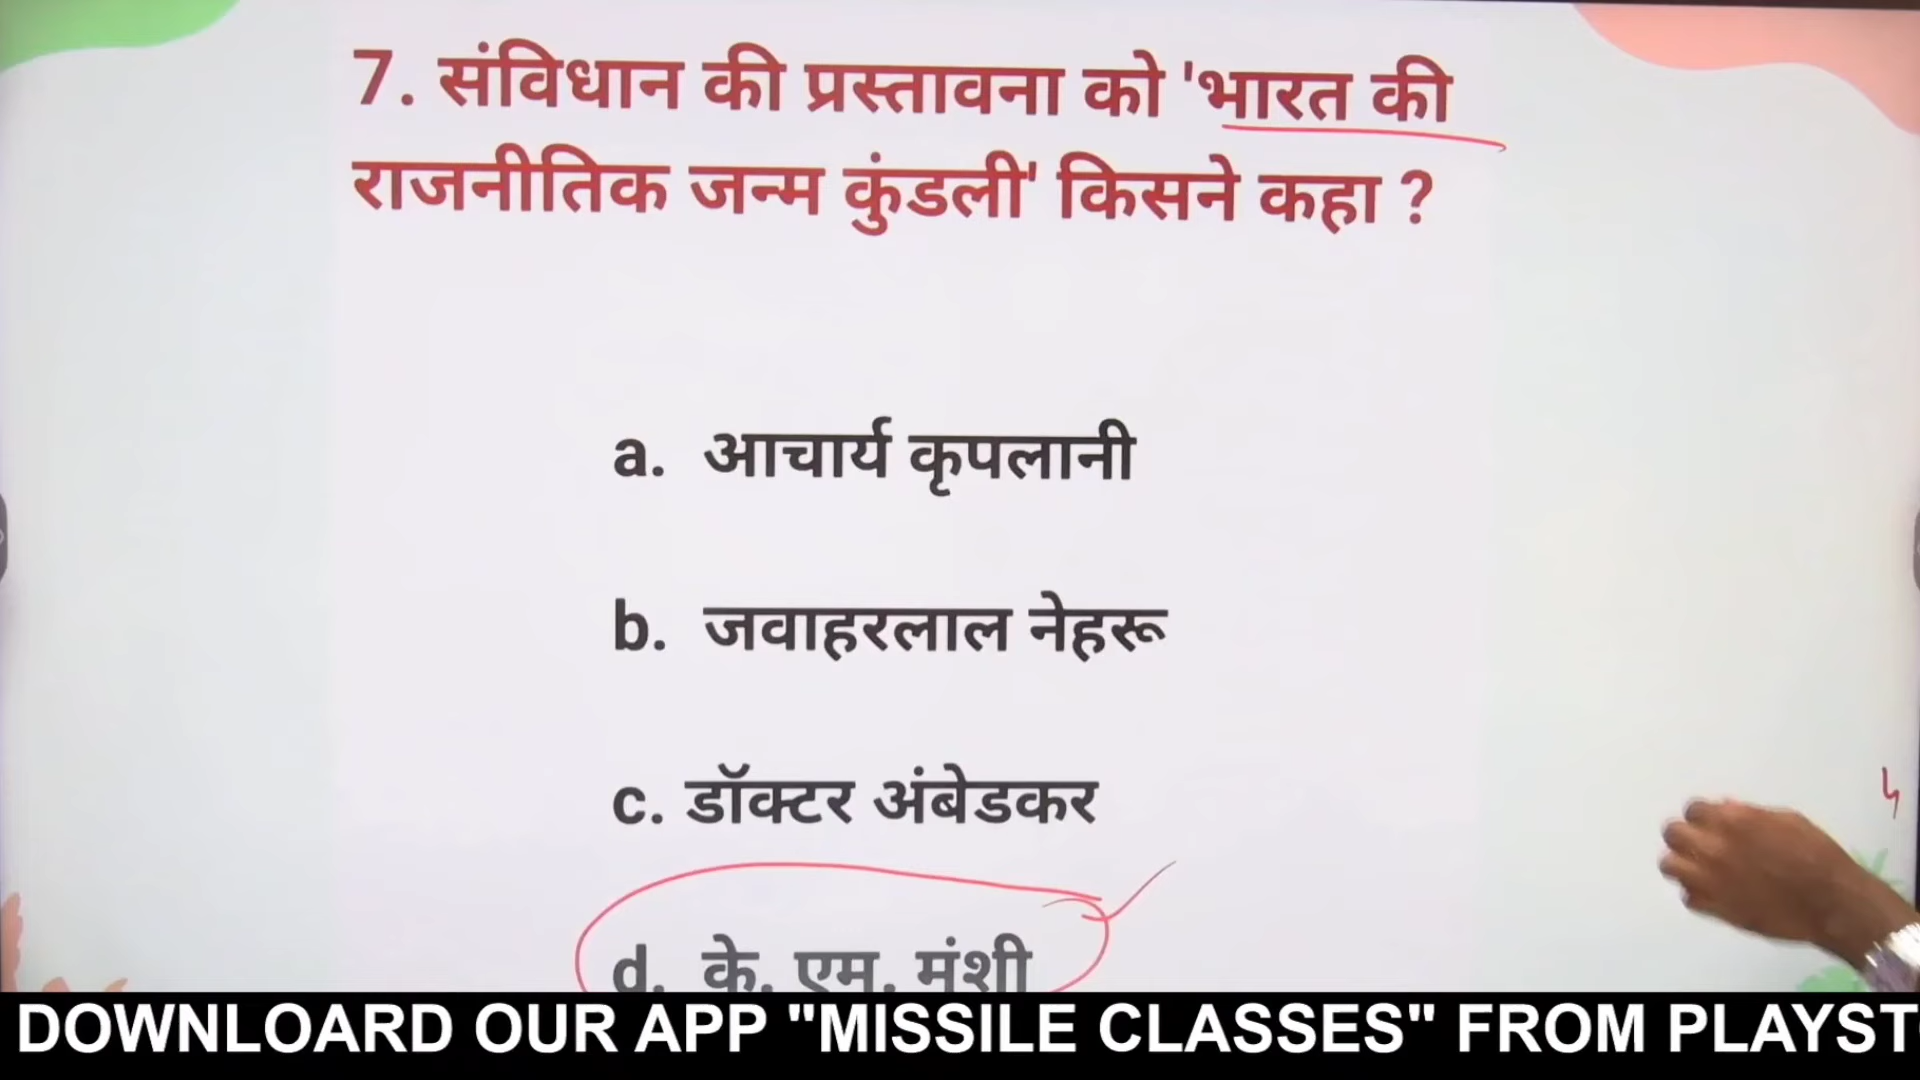 7. संविधान की प्रस्तावना को 'भारत की
राजनीतिक जन्म कुंडली' किसने कहा ?
a. आचार्य कृपलानी
b. जवाहरलाल नेहरू
c. डॉक्टर अंबेडकर
d. के. एम. मंशी
DOWNLOARD OUR APP "MISSILE CLASSES" FROM PLAYST